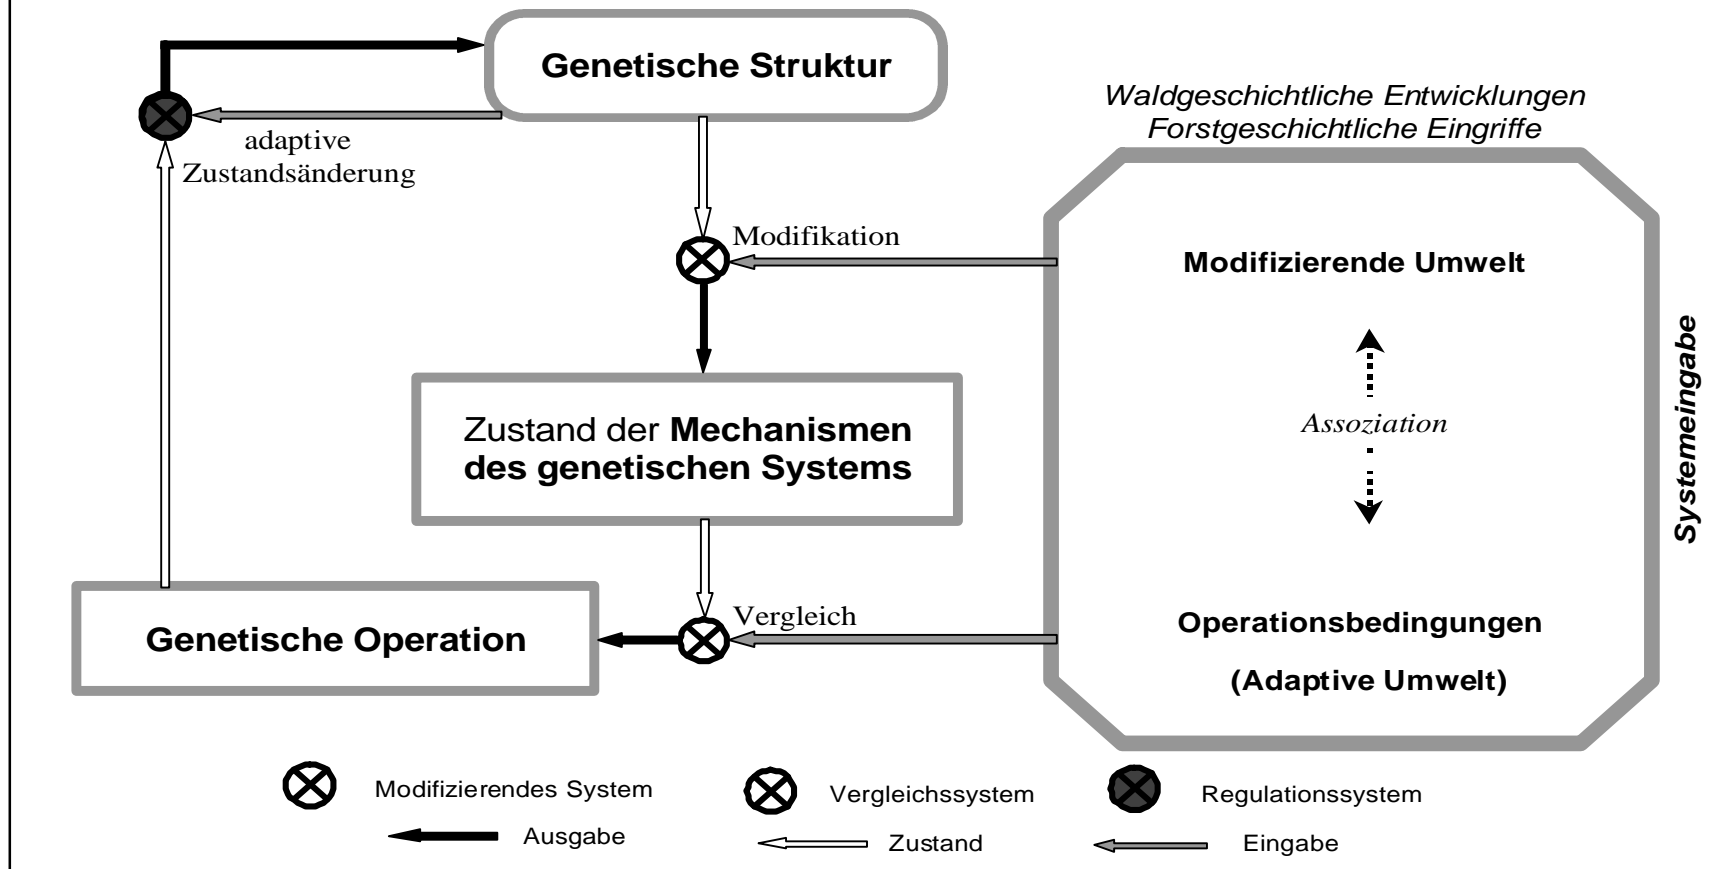 Genetische Struktur
Waldgeschichtliche Entwicklungen
Forstgeschichtliche Eingriffe
adaptive
Zustandsänderung
Modifikation
Modifizierende Umwelt
Systemeingabe
Assoziation
Zustand der Mechanismen
des genetischen Systems
Vergleich
Operationsbedingungen
(Adaptive Umwelt)
Genetische Operation
Modifizierendes System
Vergleichssystem
Regulationssystem
Ausgabe
Zustand
Eingabe